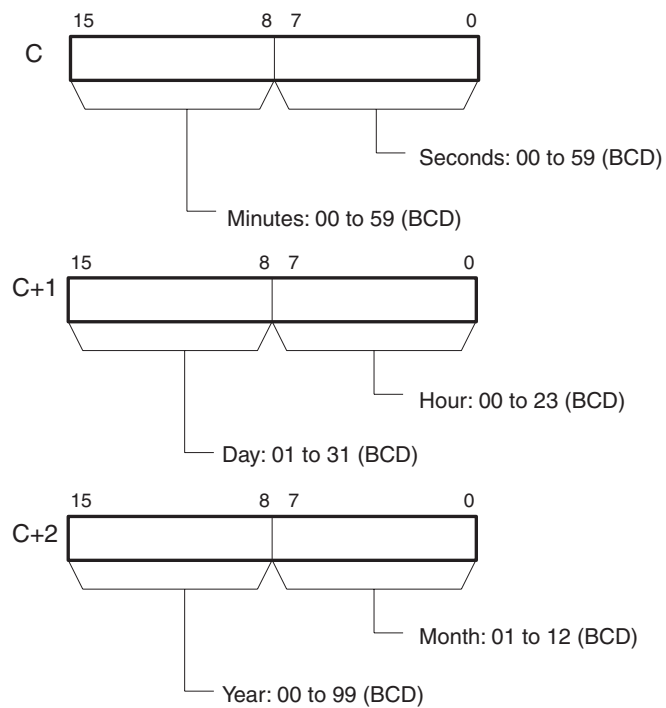 15 8 7 0
C
Seconds: 00 to 59 (BCD)
Minutes: 00 to 59 (BCD)
15 8 7 0
C+1
Hour: 00 to 23 (BCD)
Day: 01 to 31 (BCD)
15 8 7 0
C+2
Month: 01 to 12 (BCD)
Year: 00 to 99 (BCD)